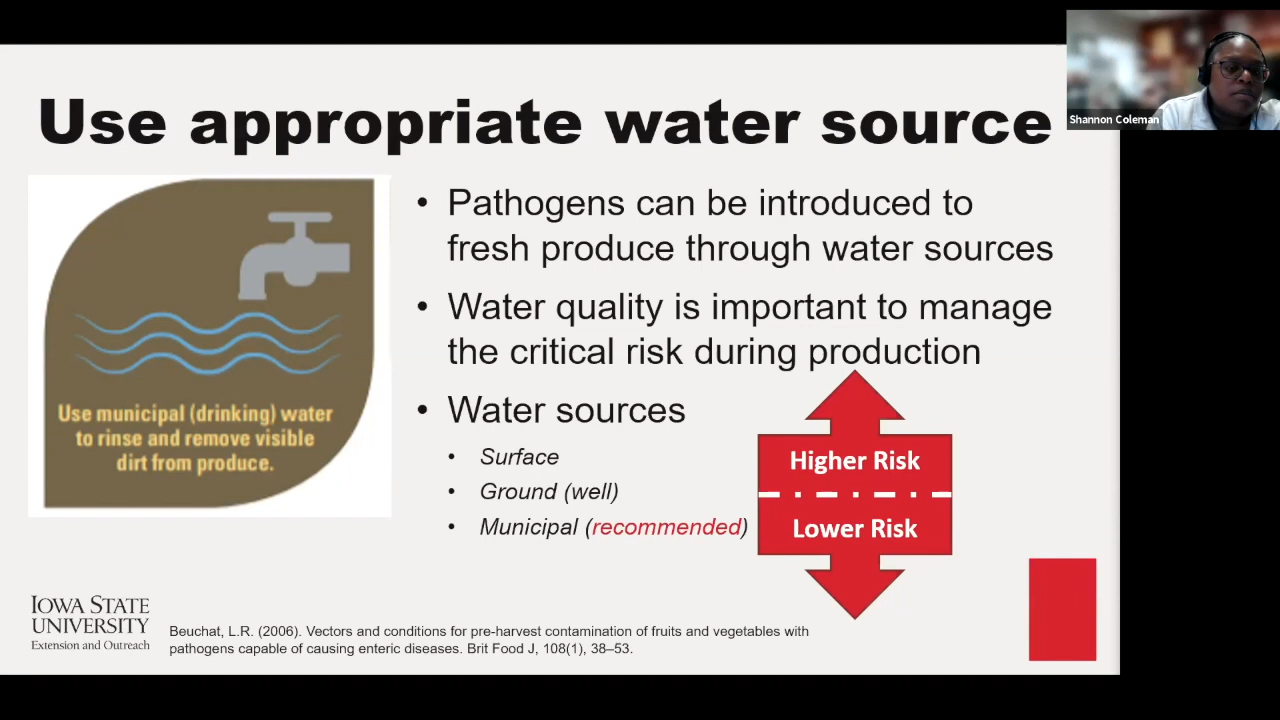 Use appropriate water source
Shannon Coleman
Use municipal (drinking) water
to rinse and remove visible
dirt from produce.
• Pathogens can be introduced to
fresh produce through water sources
• Water quality is important to manage
the critical risk during production
• Water sources
• Surface
• Ground (well)
• Municipal (recommended)
Higher Risk
Lower Risk
IOWA STATE
UNIVERSITY
Extension and Outreach
Beuchat, L.R. (2006). Vectors and conditions for pre-harvest contamination of fruits and vegetables with
pathogens capable of causing enteric diseases. Brit Food J, 108(1), 38–53.